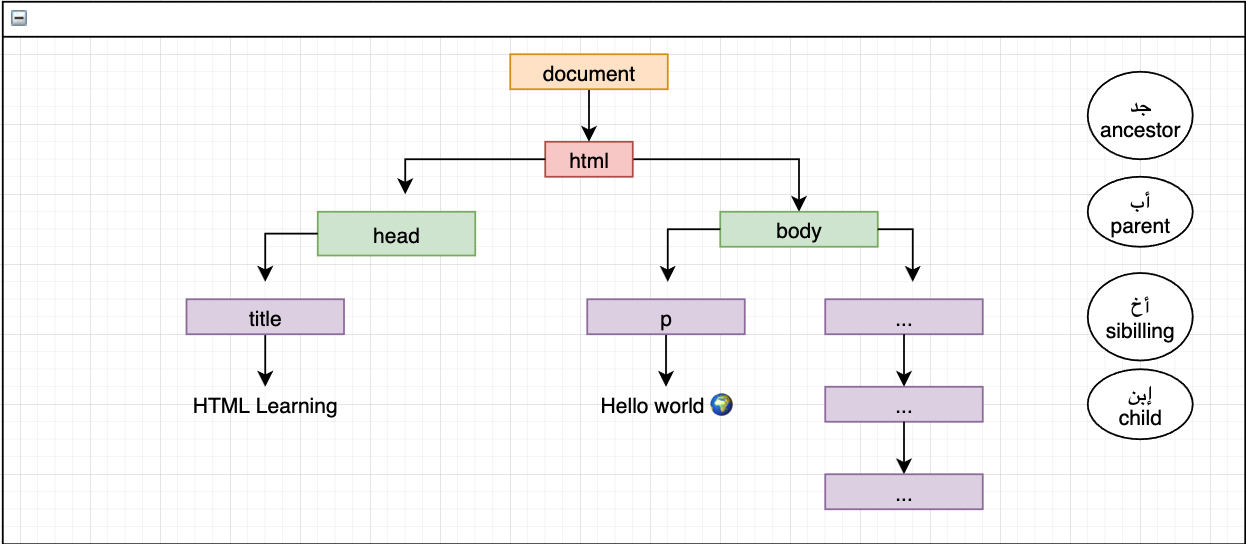 document
html
head
body
title
p
...
HTML Learning
Hello world 🌍
...
...
جد
ancestor
أب
parent
أخ
sibilling
إبن
child